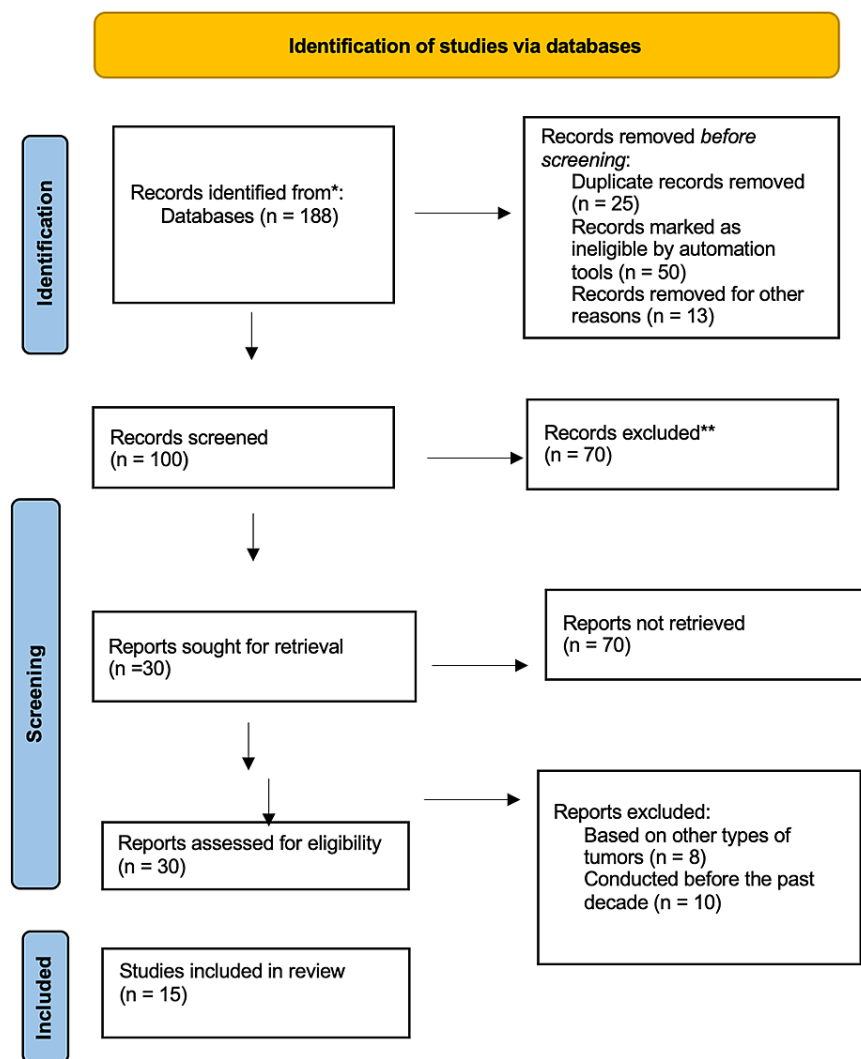 Identification of studies via databases
Identification
Records identified from*:
Databases (n = 188)
Records removed before
screening:
Duplicate records removed
(n = 25)
Records marked as
ineligible by automation
tools (n = 50)
Records removed for other
reasons (n = 13)
Records screened
(n = 100)
Records excluded**
(n = 70)
Screening
Reports sought for retrieval
(n =30)
Reports not retrieved
(n = 70)
Reports assessed for eligibility
(n = 30)
Reports excluded:
Based on other types of
tumors (n = 8)
Conducted before the past
decade (n = 10)
Included
Studies included in review
(n = 15)